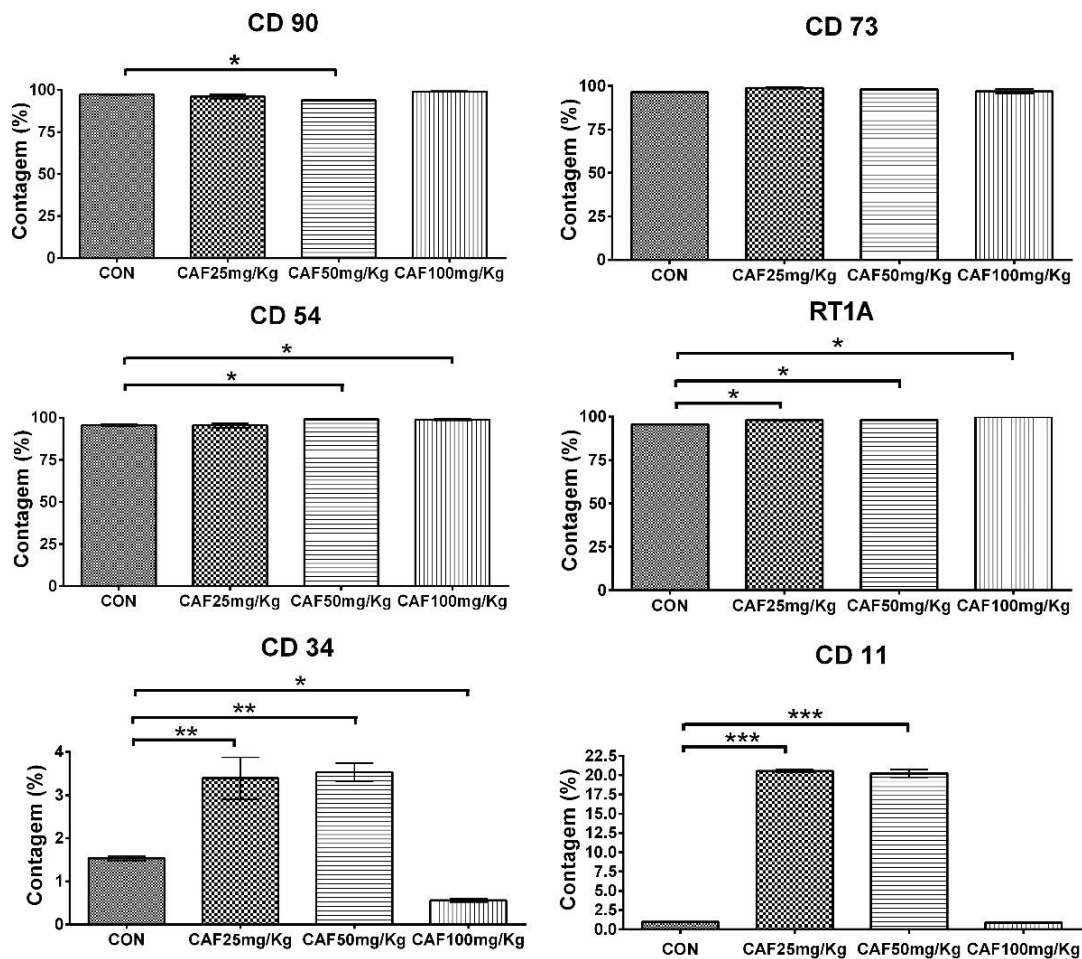 CD 90
*
Contagem (%)
100
75
50
25
0
CON CAF25mg/Kg CAF50mg/Kg CAF100mg/Kg
CD 73
Contagem (%)
100
75
50
25
0
CON CAF25mg/Kg CAF50mg/Kg CAF100mg/Kg
CD 54
*
*
Contagem (%)
100
75
50
25
0
CON CAF25mg/Kg CAF50mg/Kg CAF100mg/Kg
RT1A
*
*
*
Contagem (%)
100
75
50
25
0
CON CAF25mg/Kg CAF50mg/Kg CAF100mg/Kg
CD 34
*
**
**
Contagem (%)
4
3
2
1
0
CON CAF25mg/Kg CAF50mg/Kg CAF100mg/Kg
CD 11
***
***
Contagem (%)
22.5
20.0
17.5
15.0
12.5
10.0
7.5
5.0
2.5
0.0
CON CAF25mg/Kg CAF50mg/Kg CAF100mg/Kg